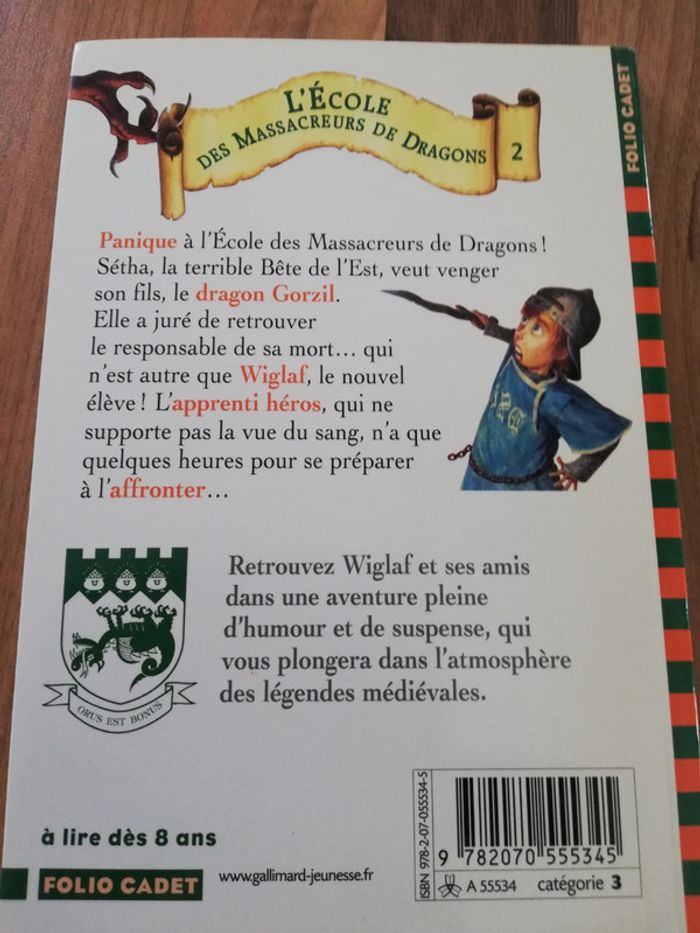 L'ÉCOLE
DES MASSACREURS DE DRAGONS 2
FOLIO CADET
Panique à l'École des Massacreurs de Dragons !
Sétha, la terrible Bête de l'Est, veut venger
son fils, le dragon Gorzil.
Elle a juré de retrouver
le responsable de sa mort... qui
n'est autre que Wiglaf, le nouvel
élève ! L'apprenti héros, qui ne
supporte pas la vue du sang, n'a que
quelques heures pour se préparer
à l'affronter...
Retrouvez Wiglaf et ses amis
dans une aventure pleine
d'humour et de suspense, qui
vous plongera dans l'atmosphère
des légendes médiévales.
ORUS EST BONUS
à lire dès 8 ans
FOLIO CADET
www.gallimard-jeunesse.fr
ISBN 978-2-07-055534-5
9 782070 555345
A 55534 catégorie 3